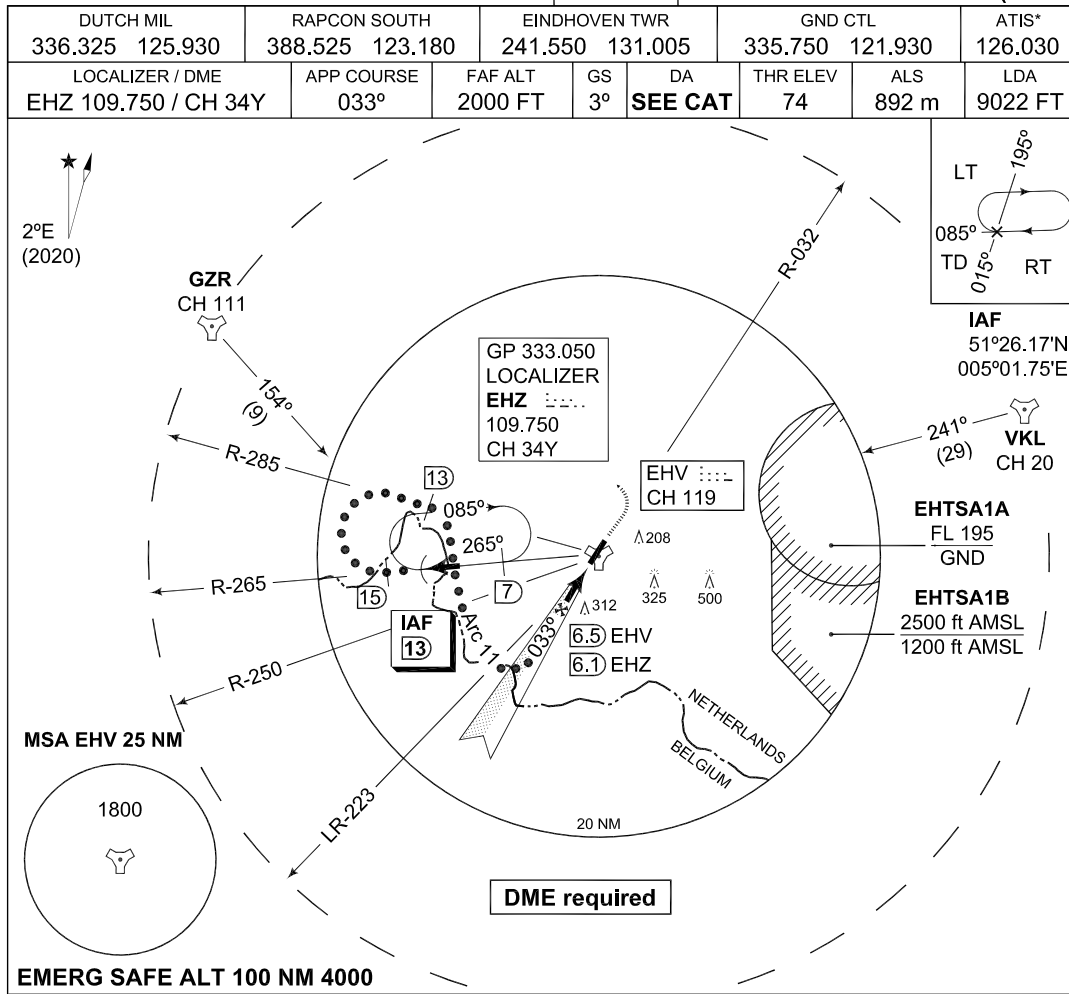 DUTCH MIL
336.325 125.930
RAPCON SOUTH
388.525 123.180
EINDHOVEN TWR
241.550 131.005
GND CTL
335.750 121.930
ATIS*
126.030
LOCALIZER / DME
EHZ 109.750 / CH 34Y
APP COURSE
033º
FAF ALT
2000 FT
GS
3º
DA
SEE CAT
THR ELEV
74
ALS
892 m
LDA
9022 FT
2ºE
(2020)
GZR
CH 111
154º
(9)
R-285
R-265
R-250
LR-223
R-032
GP 333.050
LOCALIZER
EHZ
109.750
CH 34Y
EHV
CH 119
LT
195º
085º
TD
015º
RT
IAF
51º26.17'N
005º01.75'E
241º
(29)
VKL
CH 20
EHTSA1A
FL 195
GND
EHTSA1B
2500 ft AMSL
1200 ft AMSL
13
085º
265º
15
7
IAF
13
Arc 11
033º
208
312
325
500
6.5 EHV
6.1 EHZ
NETHERLANDS
BELGIUM
20 NM
MSA EHV 25 NM
1800
DME required
EMERG SAFE ALT 100 NM 4000